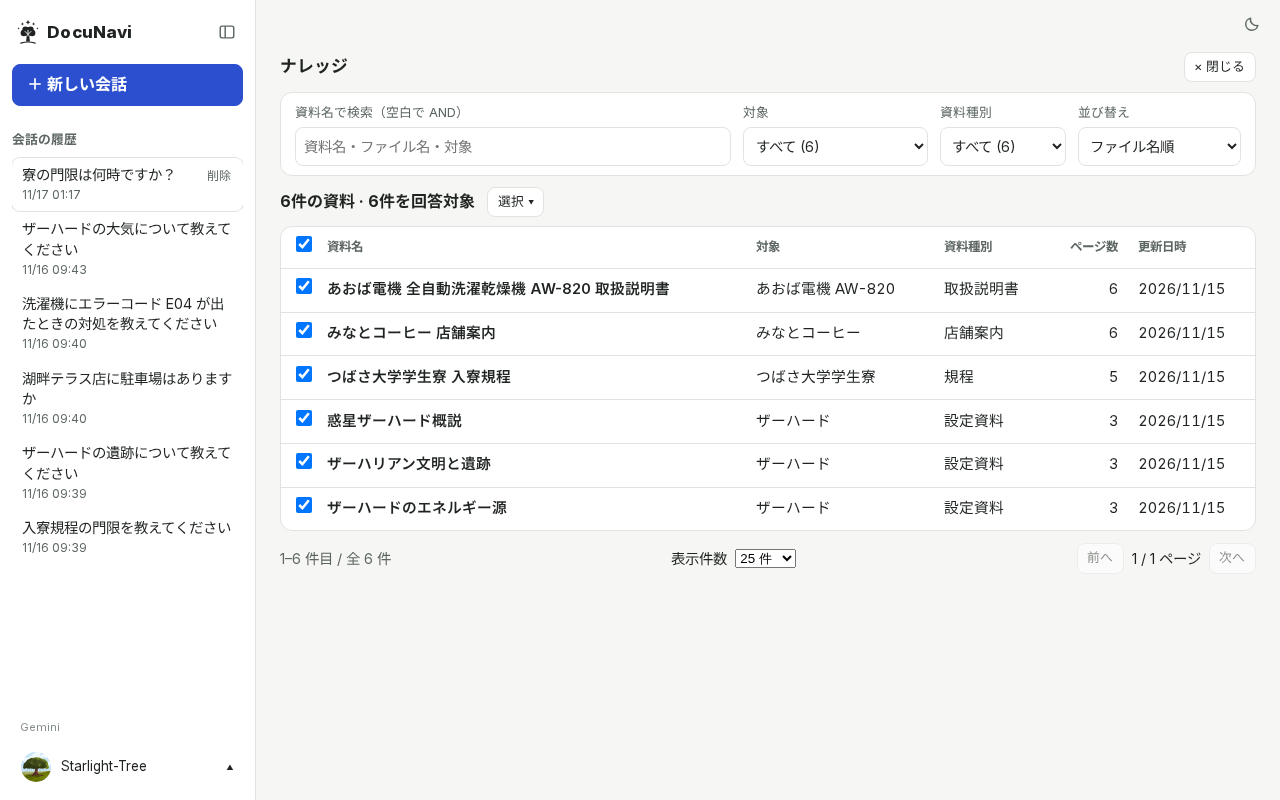 DocuNavi
+ 新しい会話
会話の履歴
寮の門限は何時ですか？ 削除
11/17 01:17
ザーハードの大気について教えて
ください
11/16 09:43
洗濯機にエラーコード E04 が出
たときの対処を教えてください
11/16 09:40
湖畔テラス店に駐車場はあります
か
11/16 09:40
ザーハードの遺跡について教えて
ください
11/16 09:39
入寮規程の門限を教えてください
11/16 09:39
Gemini
Starlight-Tree ▲
ナレッジ × 閉じる
資料名で検索（空白で AND） 対象 資料種別 並び替え
資料名・ファイル名・対象 すべて (6) すべて (6) ファイル名順
6件の資料 · 6件を回答対象 選択 ▾
資料名 対象 資料種別 ページ数 更新日時
あおば電機 全自動洗濯乾燥機 AW-820 取扱説明書 あおば電機 AW-820 取扱説明書 6 2026/11/15
みなとコーヒー 店舗案内 みなとコーヒー 店舗案内 6 2026/11/15
つばさ大学学生寮 入寮規程 つばさ大学学生寮 規程 5 2026/11/15
惑星ザーハード概説 ザーハード 設定資料 3 2026/11/15
ザーハリアン文明と遺跡 ザーハード 設定資料 3 2026/11/15
ザーハードのエネルギー源 ザーハード 設定資料 3 2026/11/15
1–6 件目 / 全 6 件 表示件数 25 件 前へ 1 / 1 ページ 次へ